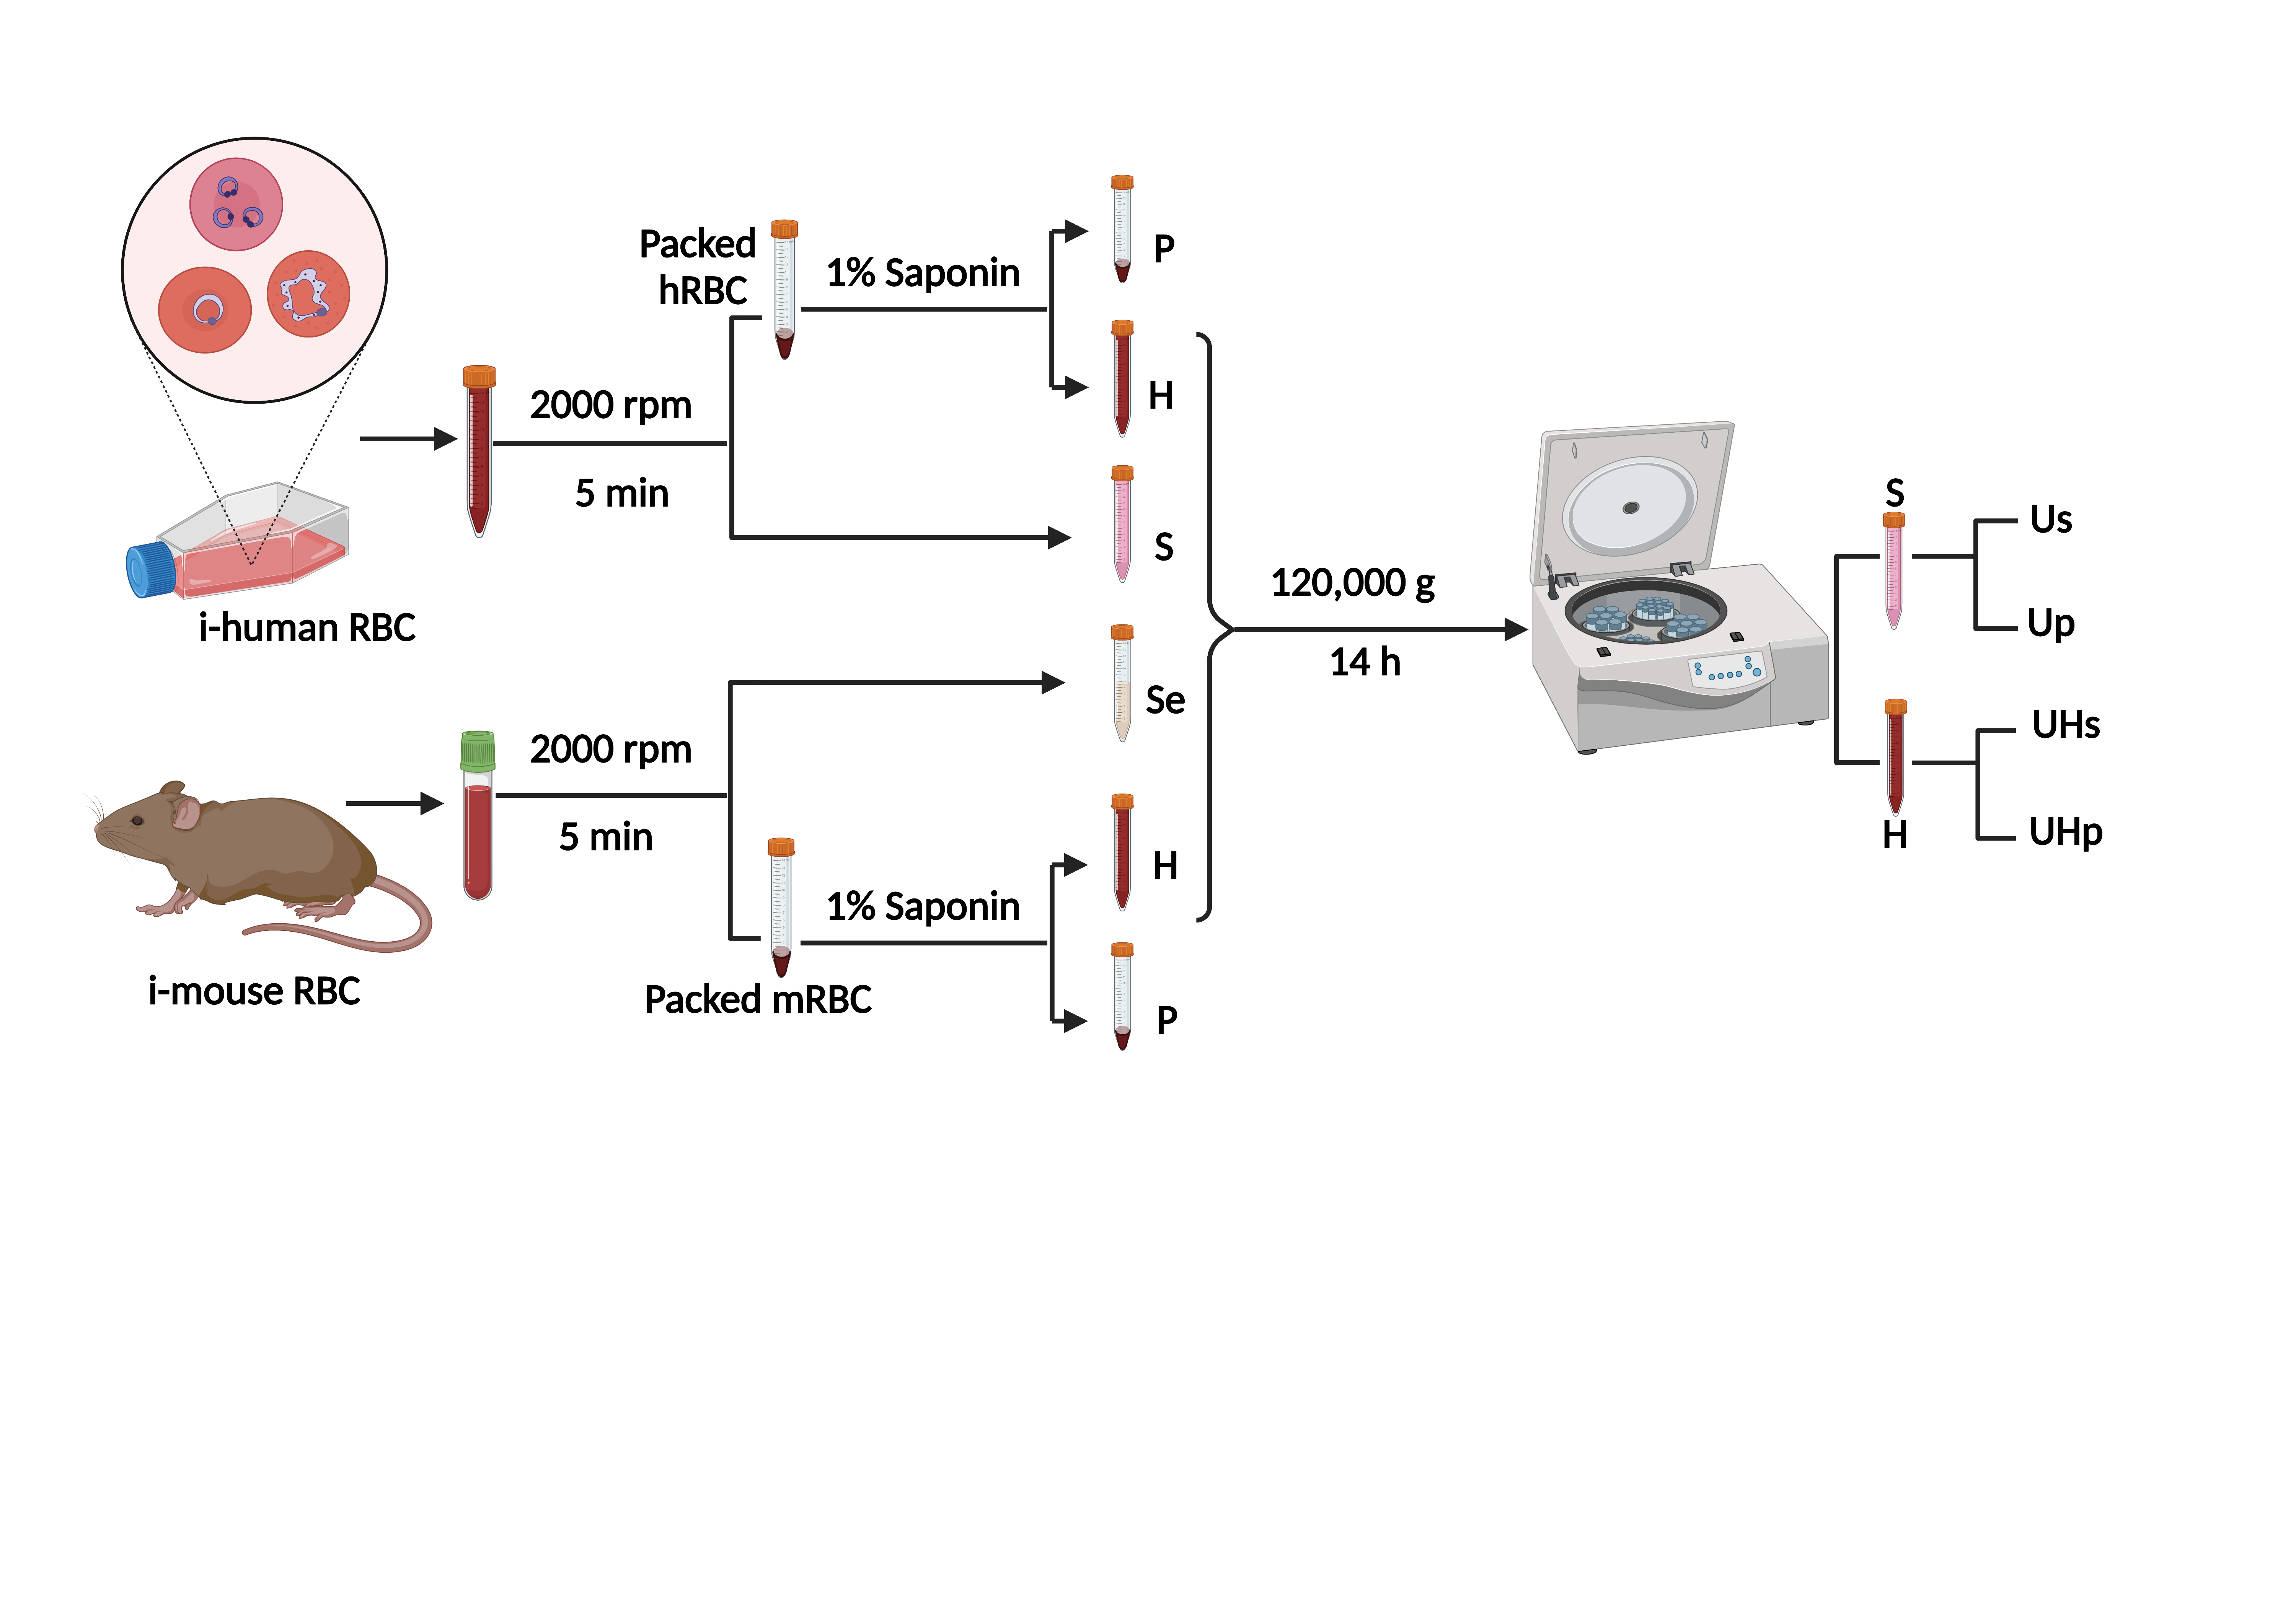 Packed
hRBC
1% Saponin
P
H
2000 rpm
5 min
S
i-human RBC
Se
2000 rpm
5 min
H
1% Saponin
i-mouse RBC
Packed mRBC
P
120,000 g
14 h
S
Us
Up
UHs
UHp
H